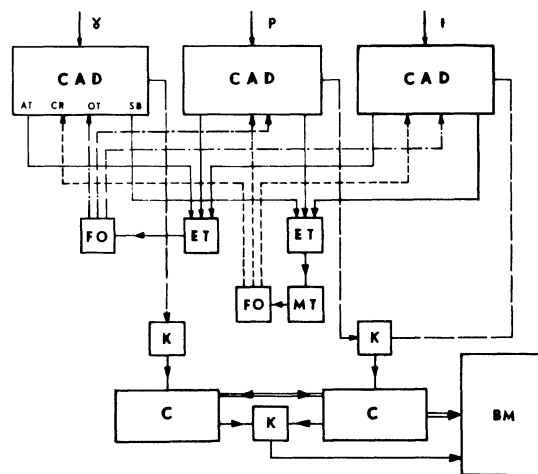 γ P t
CAD CAD CAD
AT CR OT SB
FO ET ET
FO MT
K K
C K C BM